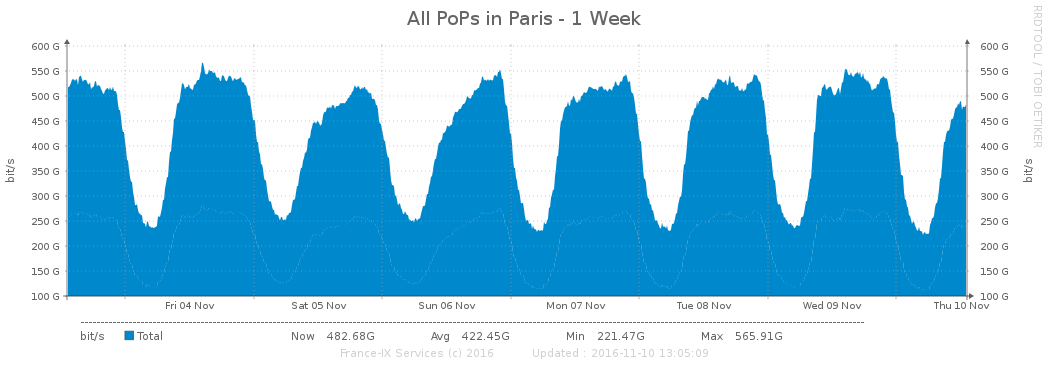 All PoPs in Paris - 1 Week
RRDTOOL / TOBI OETIKER
bit/s
bit/s
600 G 600 G
550 G 550 G
500 G 500 G
450 G 450 G
400 G 400 G
350 G 350 G
300 G 300 G
250 G 250 G
200 G 200 G
150 G 150 G
100 G 100 G
Fri 04 Nov Sat 05 Nov Sun 06 Nov Mon 07 Nov Tue 08 Nov Wed 09 Nov Thu 10 Nov
bit/s Total Now 482.68G Avg 422.45G Min 221.47G Max 565.91G
France-IX Services (c) 2016 Updated : 2016-11-10 13:05:09